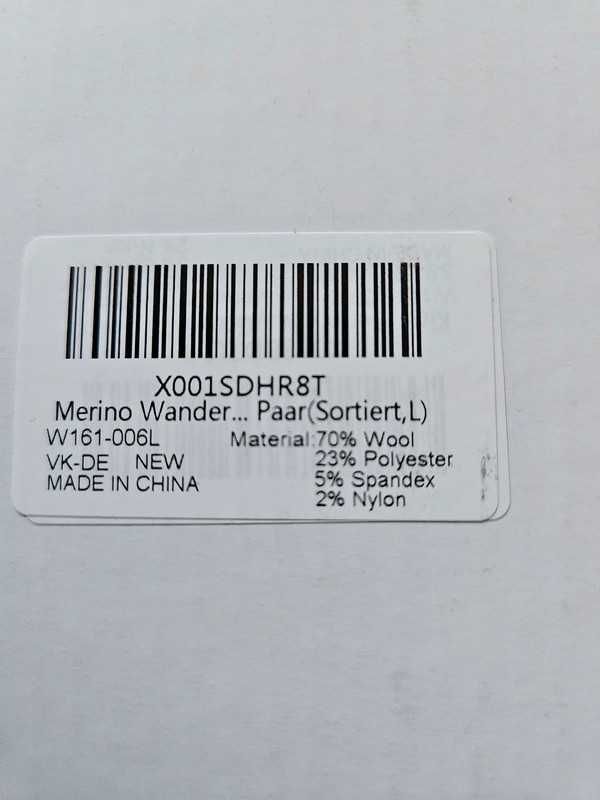 X001SDHR8T
Merino Wander... Paar(Sortiert,L)
W161-006L Material:70% Wool
VK-DE NEW 23% Polyester
MADE IN CHINA 5% Spandex
2% Nylon